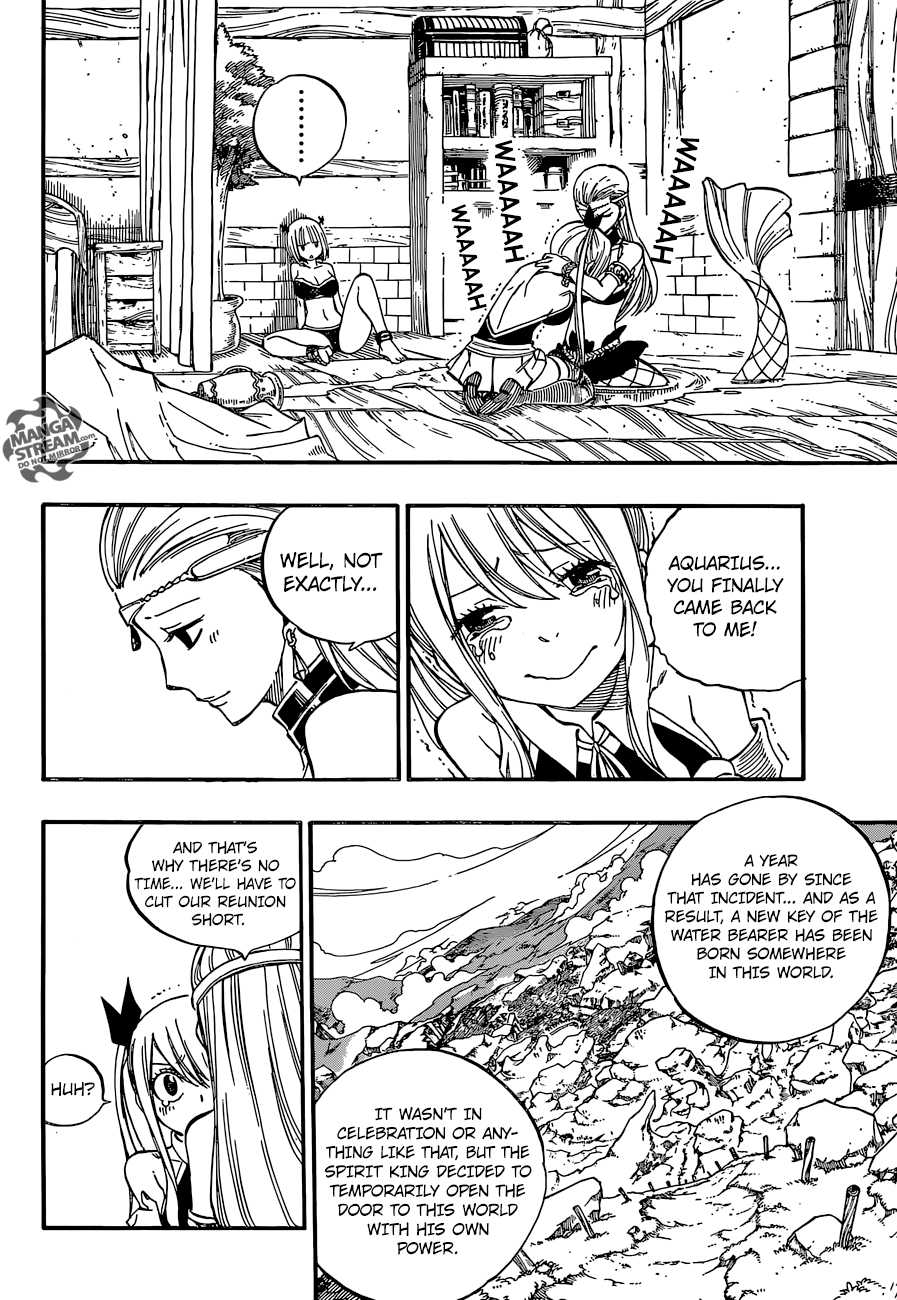 .........
WAAAAAH
WAAAAAH
WAAAAAH
MANGA
STREAM.com
DO NOT MIRROR
AQUARIUS...
YOU FINALLY
CAME BACK
TO ME!
WELL, NOT
EXACTLY...
A YEAR
HAS GONE BY SINCE
THAT INCIDENT... AND AS A
RESULT, A NEW KEY OF THE
WATER BEARER HAS BEEN
BORN SOMEWHERE
IN THIS WORLD.
IT WASN'T IN
CELEBRATION OR ANY-
THING LIKE THAT, BUT THE
SPIRIT KING DECIDED TO
TEMPORARILY OPEN THE
DOOR TO THIS WORLD
WITH HIS OWN
POWER.
AND THAT'S
WHY THERE'S NO
TIME... WE'LL HAVE TO
CUT OUR REUNION
SHORT.
HUH?